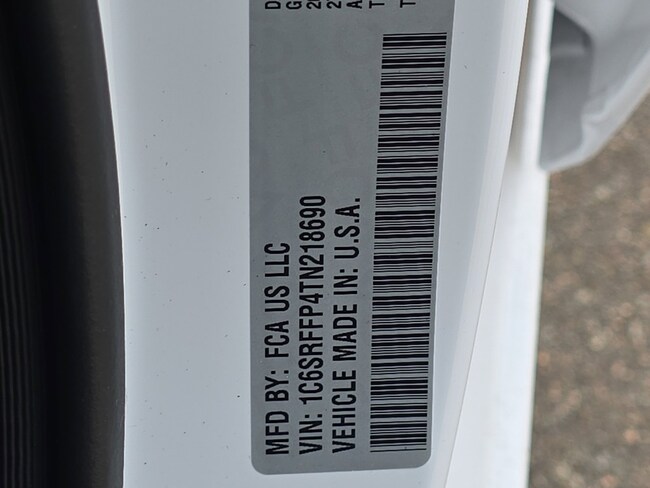 MFD BY: FCA US LLC
VIN: 1C6SRFFP4TN218690
VEHICLE MADE IN: U.S.A.